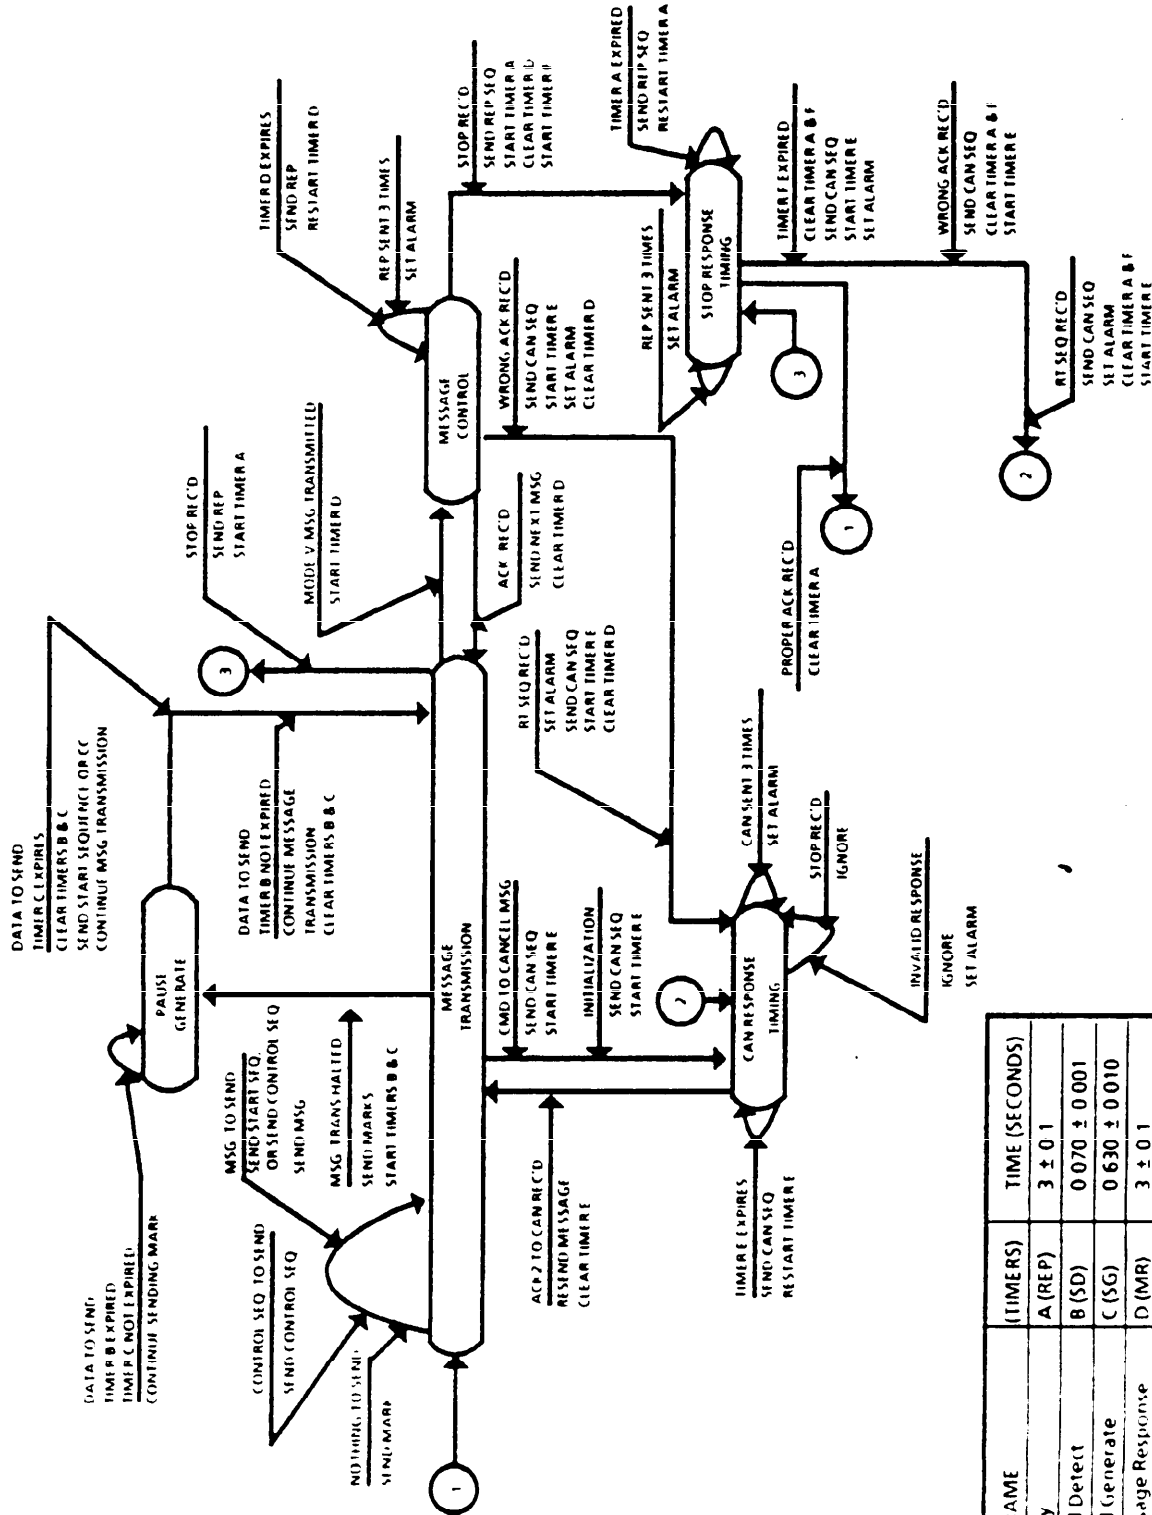 DATA TO SEND
TIMER C EXPIRES
CLEAR TIMERS B & C
SEND START SEQUENCE OR CC
CONTINUE MSG TRANSMISSION
DATA TO SEND
TIMER B EXPIRED
TIMER C NOT EXPIRED
CONTINUE SENDING MARK
PAUSE
GENERATE
DATA TO SEND
TIMER B NOT EXPIRED
CONTINUE MESSAGE
TRANSMISSION
CLEAR TIMERS B & C
STOP REC'D
SEND REP
START TIMER A
3
MODE V MSG TRANSMITTED
START TIMER D
TIMER D EXPIRES
SEND REP
RESTART TIMER D
REP SENT 3 TIMES
SET ALARM
MESSAGE
CONTROL
STOP REC'D
SEND REP SEQ
START TIMER A
CLEAR TIMER D
START TIMER F
MSG TO SEND
SEND START SEQ.
OR SEND CONTROL SEQ
SEND MSG
MSG TRANS HALTED
SEND MARKS
START TIMERS B & C
CONTROL SEQ TO SEND
SEND CONTROL SEQ
NOTHING TO SEND
SEND MARK
1
MESSAGE
TRANSMISSION
ACK REC'D
SEND NEXT MSG
CLEAR TIMER D
WRONG ACK REC'D
SEND CAN SEQ
START TIMER E
SET ALARM
CLEAR TIMER D
RT SEQ REC'D
SET ALARM
SEND CAN SEQ
START TIMER E
CLEAR TIMER D
CMD TO CANCEL MSG
SEND CAN SEQ
START TIMER E
INITIALIZATION
SEND CAN SEQ
START TIMER E
ACK 2 TO CAN REC'D
RESEND MESSAGE
CLEAR TIMER E
2
CAN RESPONSE
TIMING
TIMER E EXPIRES
SEND CAN SEQ
RESTART TIMER E
CAN SENT 3 TIMES
SET ALARM
STOP REC'D
IGNORE
INVALID RESPONSE
IGNORE
SET ALARM
TIMER A EXPIRED
SEND REP SEQ
RESTART TIMER A
REP SENT 3 TIMES
SET ALARM
STOP RESPONSE
TIMING
3
TIMER F EXPIRED
CLEAR TIMER A & F
SEND CAN SEQ
START TIMER E
SET ALARM
WRONG ACK REC'D
SEND CAN SEQ
CLEAR TIMER A & F
START TIMER E
PROPER ACK REC'D
CLEAR TIMER A
1
2
RT SEQ REC'D
SEND CAN SEQ
SET ALARM
CLEAR TIMER A & F
START TIMER E
AME (TIMERS) TIME (SECONDS)
y A (REP) 3 ± 0 1
l Detect B (SD) 0 070 ± 0 001
l Generate C (SG) 0 630 ± 0 010
sage Response D (MR) 3 ± 0 1